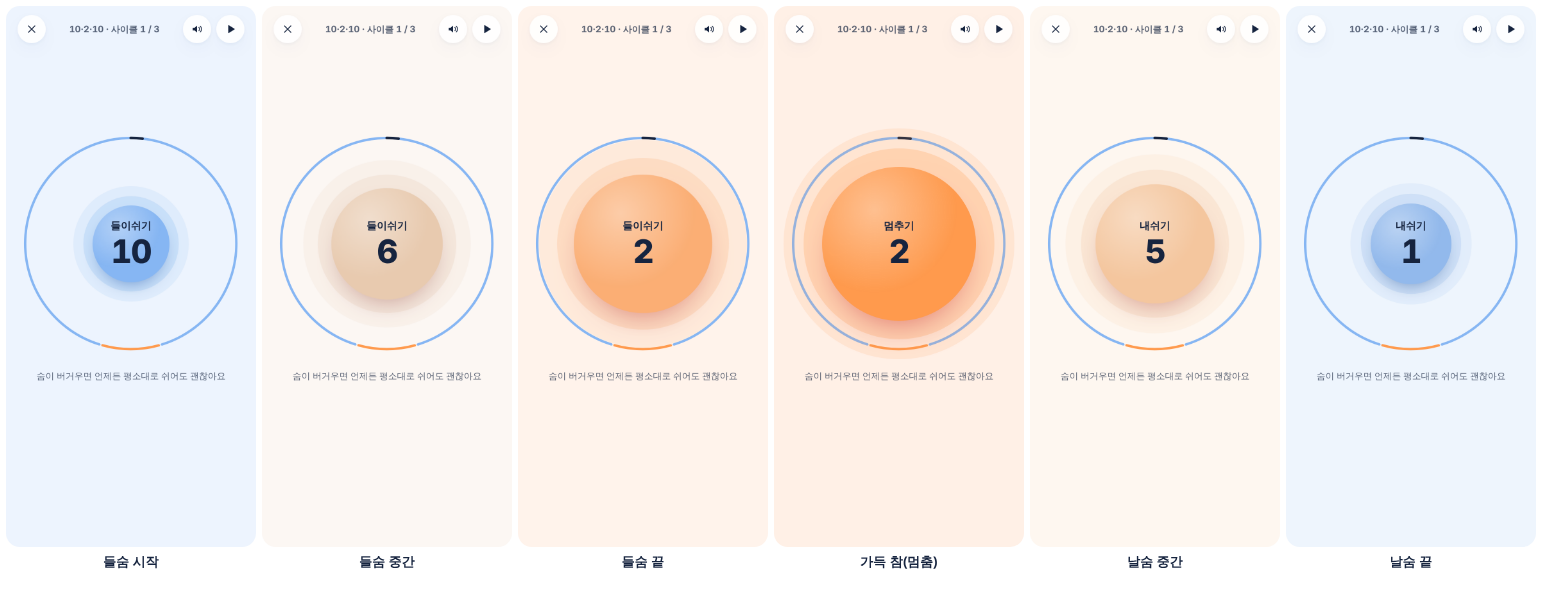 10·2·10 · 사이클 1 / 3
들이쉬기
10
숨이 버거우면 언제든 평소대로 쉬어도 괜찮아요
들숨 시작
10·2·10 · 사이클 1 / 3
들이쉬기
6
숨이 버거우면 언제든 평소대로 쉬어도 괜찮아요
들숨 중간
10·2·10 · 사이클 1 / 3
들이쉬기
2
숨이 버거우면 언제든 평소대로 쉬어도 괜찮아요
들숨 끝
10·2·10 · 사이클 1 / 3
멈추기
2
숨이 버거우면 언제든 평소대로 쉬어도 괜찮아요
가득 참(멈춤)
10·2·10 · 사이클 1 / 3
내쉬기
5
숨이 버거우면 언제든 평소대로 쉬어도 괜찮아요
날숨 중간
10·2·10 · 사이클 1 / 3
내쉬기
1
숨이 버거우면 언제든 평소대로 쉬어도 괜찮아요
날숨 끝